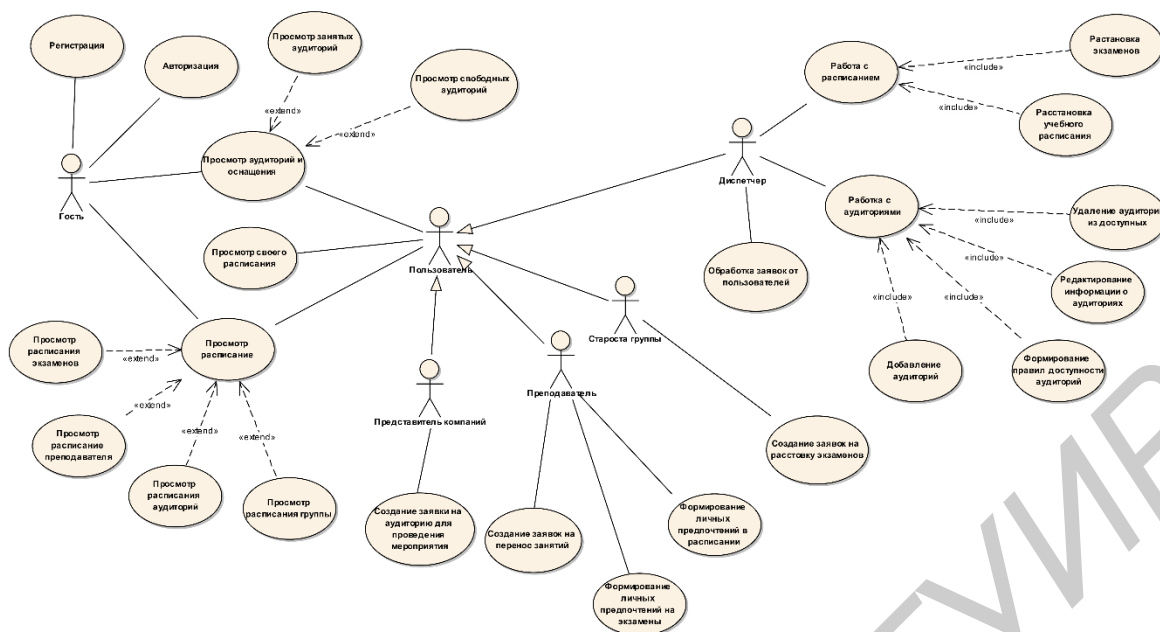 Регистрация
Авторизация
Просмотр занятых
аудиторий
Просмотр свободных
аудиторий
«extend»
«extend»
Просмотр аудиторий и
оснащения
Гость
Просмотр своего
расписания
Пользователь
Просмотр
расписание
Просмотр
расписания
экзаменов
«extend»
«extend»
«extend»
«extend»
Просмотр
расписание
преподавателя
Просмотр
расписания
аудиторий
Просмотр
расписания группы
Представитель компаний
Преподаватель
Староста группы
Создание заявки на
аудиторию для
проведения
мероприятия
Создание заявок на
перенос занятий
Формирование
личных
предпочтений на
экзамены
Формирование
личных
предпочтений в
расписании
Создание заявок на
расстовку экзаменов
Диспетчер
Обработка заявок от
пользователей
Работа с
расписанием
«include»
«include»
Растановка
экзаменов
Расстановка
учебного
расписания
Работка с
аудиториями
«include»
«include»
«include»
«include»
Удаление аудитории
из доступных
Редактирование
информации о
аудиториях
Добавление
аудиторий
Формирование
правил доступности
аудиторий
ГУИР